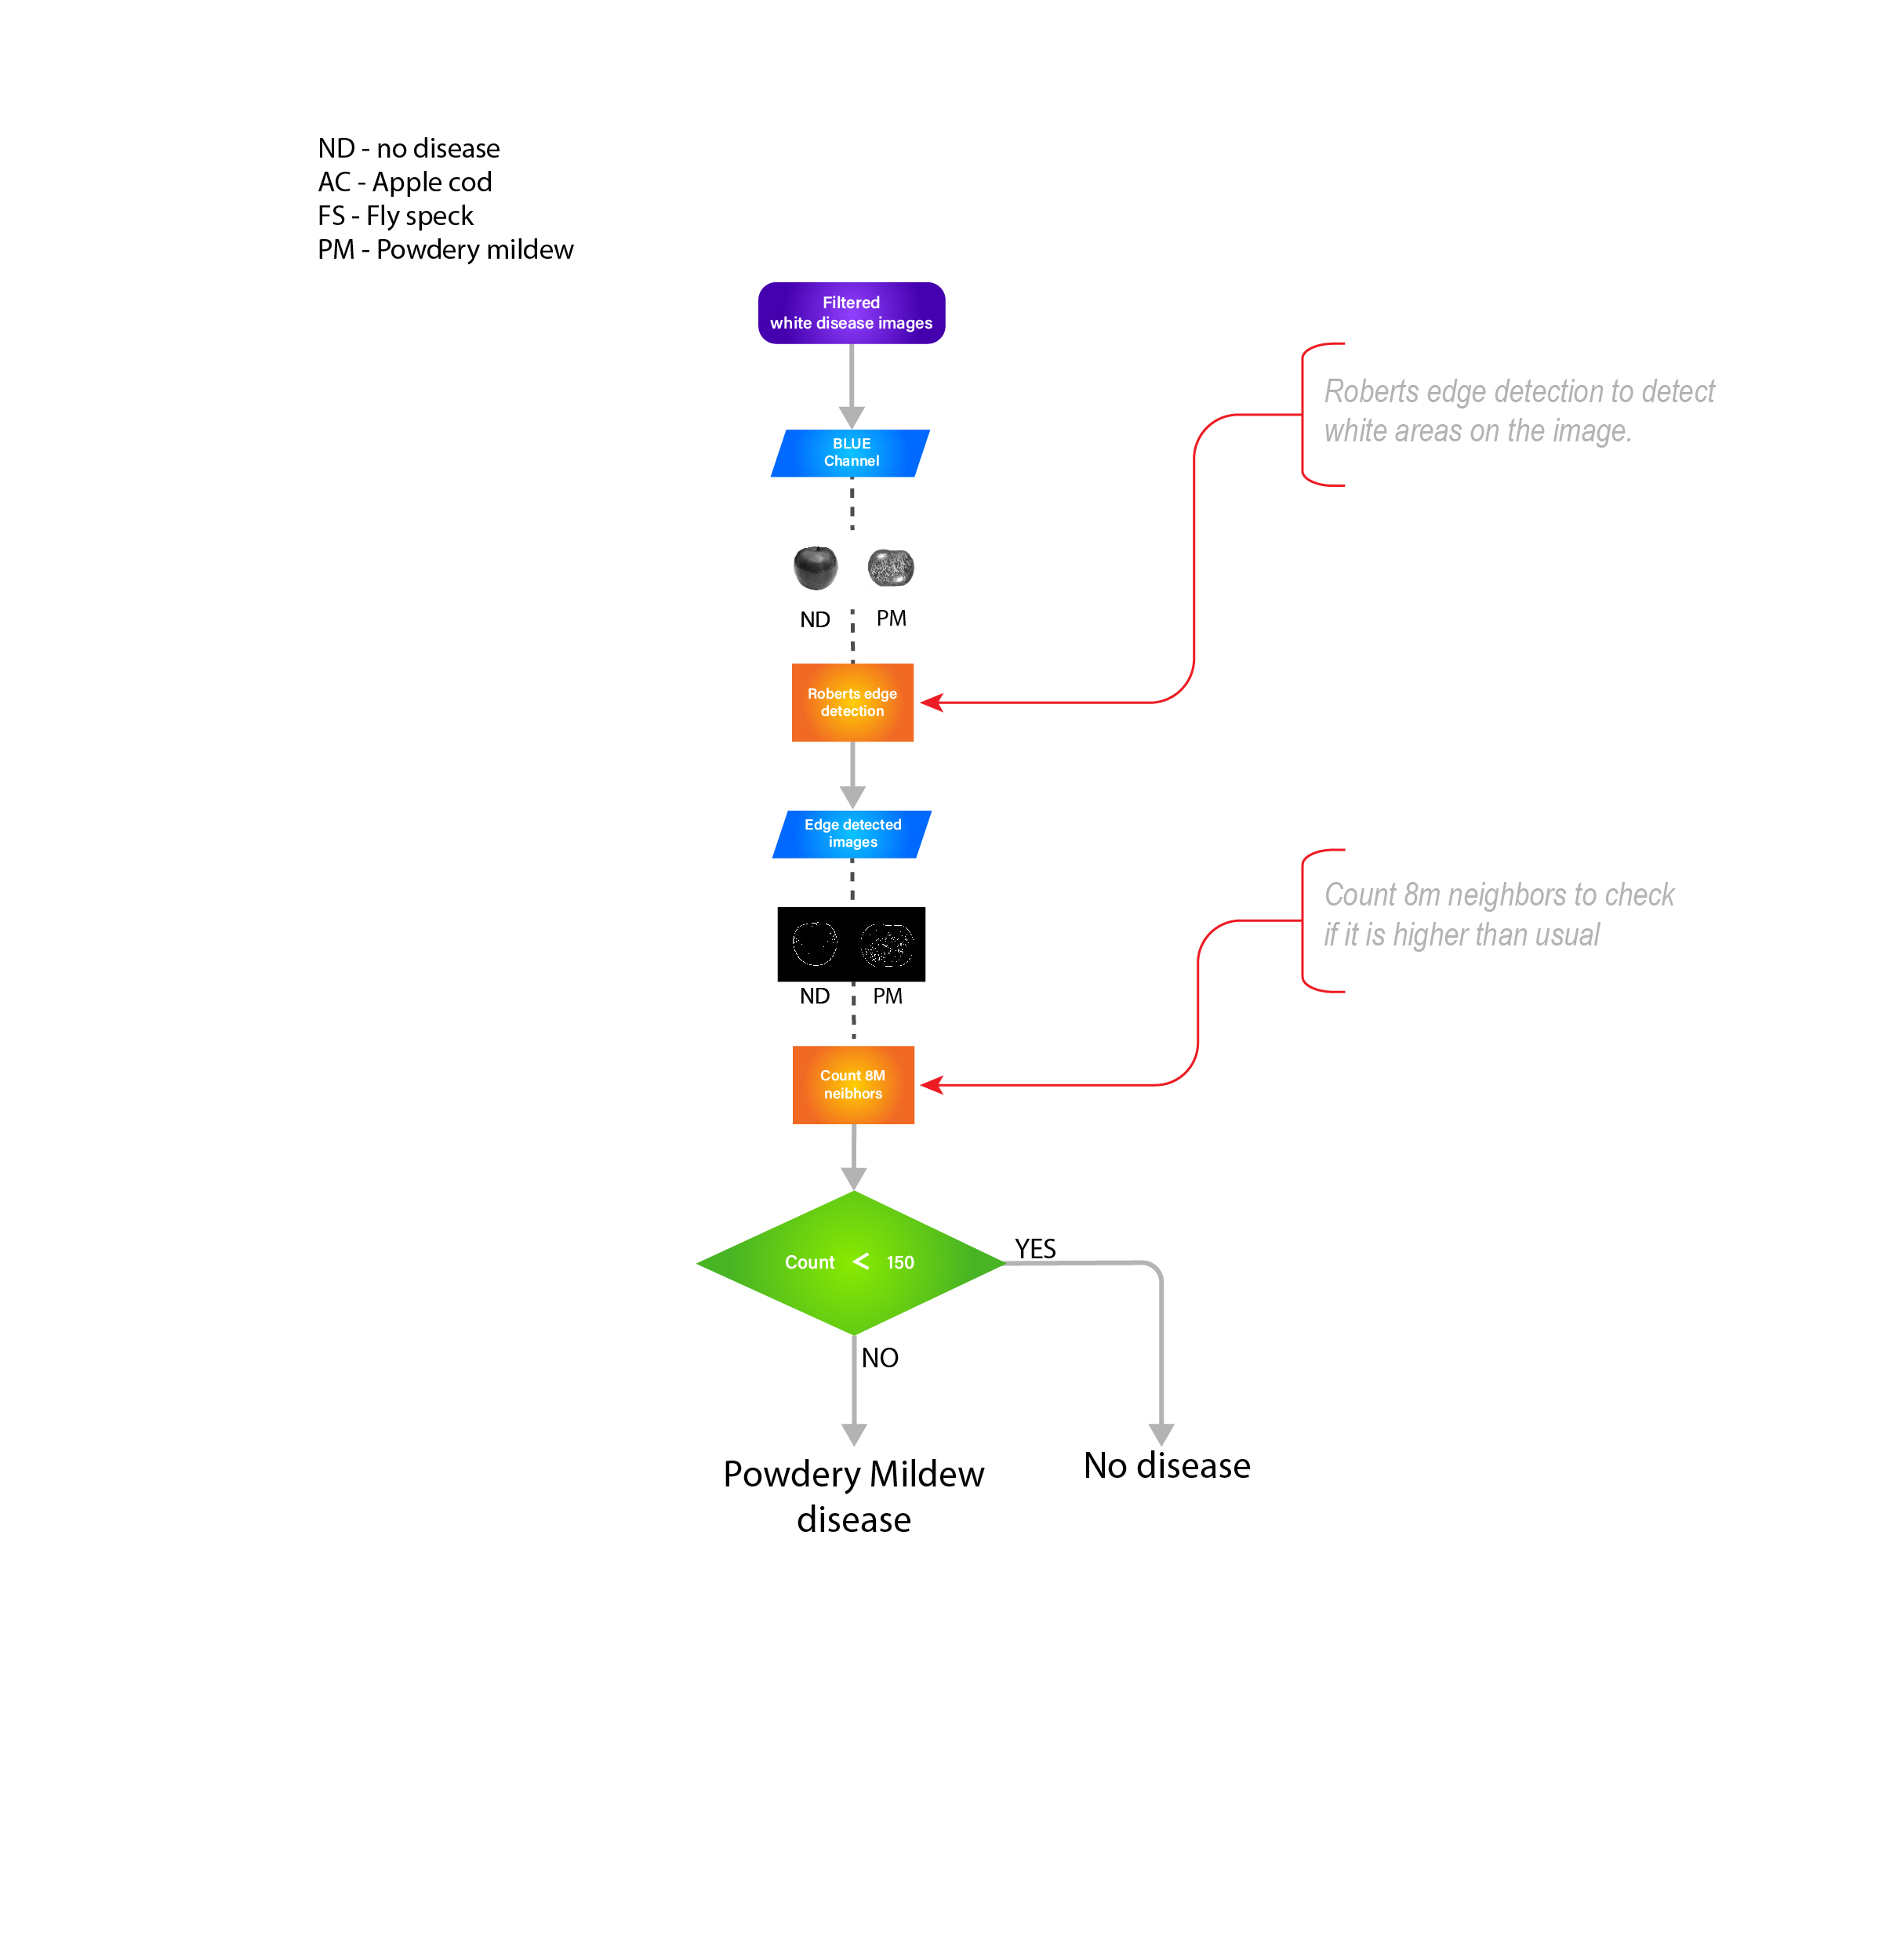 ND - no disease
AC - Apple cod
FS - Fly speck
PM - Powdery mildew
Filtered
white disease images
Roberts edge detection to detect
white areas on the image.
BLUE
Channel
ND PM
Roberts edge
detection
Edge detected
images
Count 8m neighbors to check
if it is higher than usual
ND PM
Count 8M
neibhors
Count < 150
YES
NO
Powdery Mildew
disease
No disease